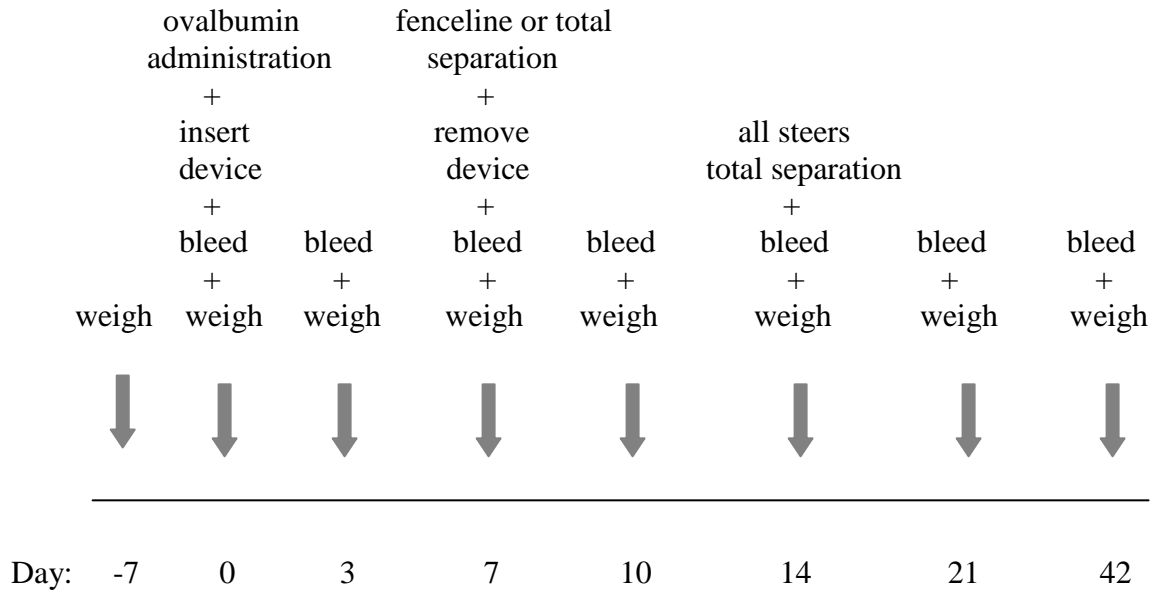 ovalbumin fenceline or total
administration separation
+ +
insert remove all steers
device device total separation
+ + +
bleed bleed bleed bleed bleed bleed bleed
+ + + + + + +
weigh weigh weigh weigh weigh weigh weigh weigh
Day: -7 0 3 7 10 14 21 42